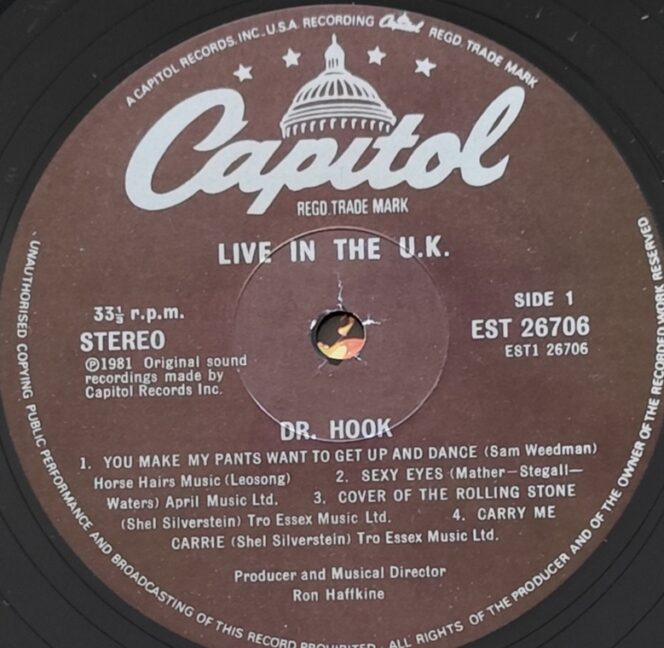 A CAPITOL RECORDS, INC., U.S.A. RECORDING Capitol REGD. TRADE MARK
Capitol
REGD. TRADE MARK
LIVE IN THE U.K.
33⅓ r.p.m.
STEREO
℗1981 Original sound
recordings made by
Capitol Records Inc.
SIDE 1
EST 26706
EST1 26706
DR. HOOK
1. YOU MAKE MY PANTS WANT TO GET UP AND DANCE (Sam Weedman)
Horse Hairs Music (Leosong) 2. SEXY EYES (Mather—Stegall—
Waters) April Music Ltd. 3. COVER OF THE ROLLING STONE
(Shel Silverstein) Tro Essex Music Ltd. 4. CARRY ME
CARRIE (Shel Silverstein) Tro Essex Music Ltd.
Producer and Musical Director
Ron Haffkine
UNAUTHORISED COPYING PUBLIC PERFORMANCE AND BROADCASTING OF THIS RECORD PROHIBITED · ALL RIGHTS OF THE PRODUCER AND OF THE OWNER OF THE RECORDED WORK RESERVED